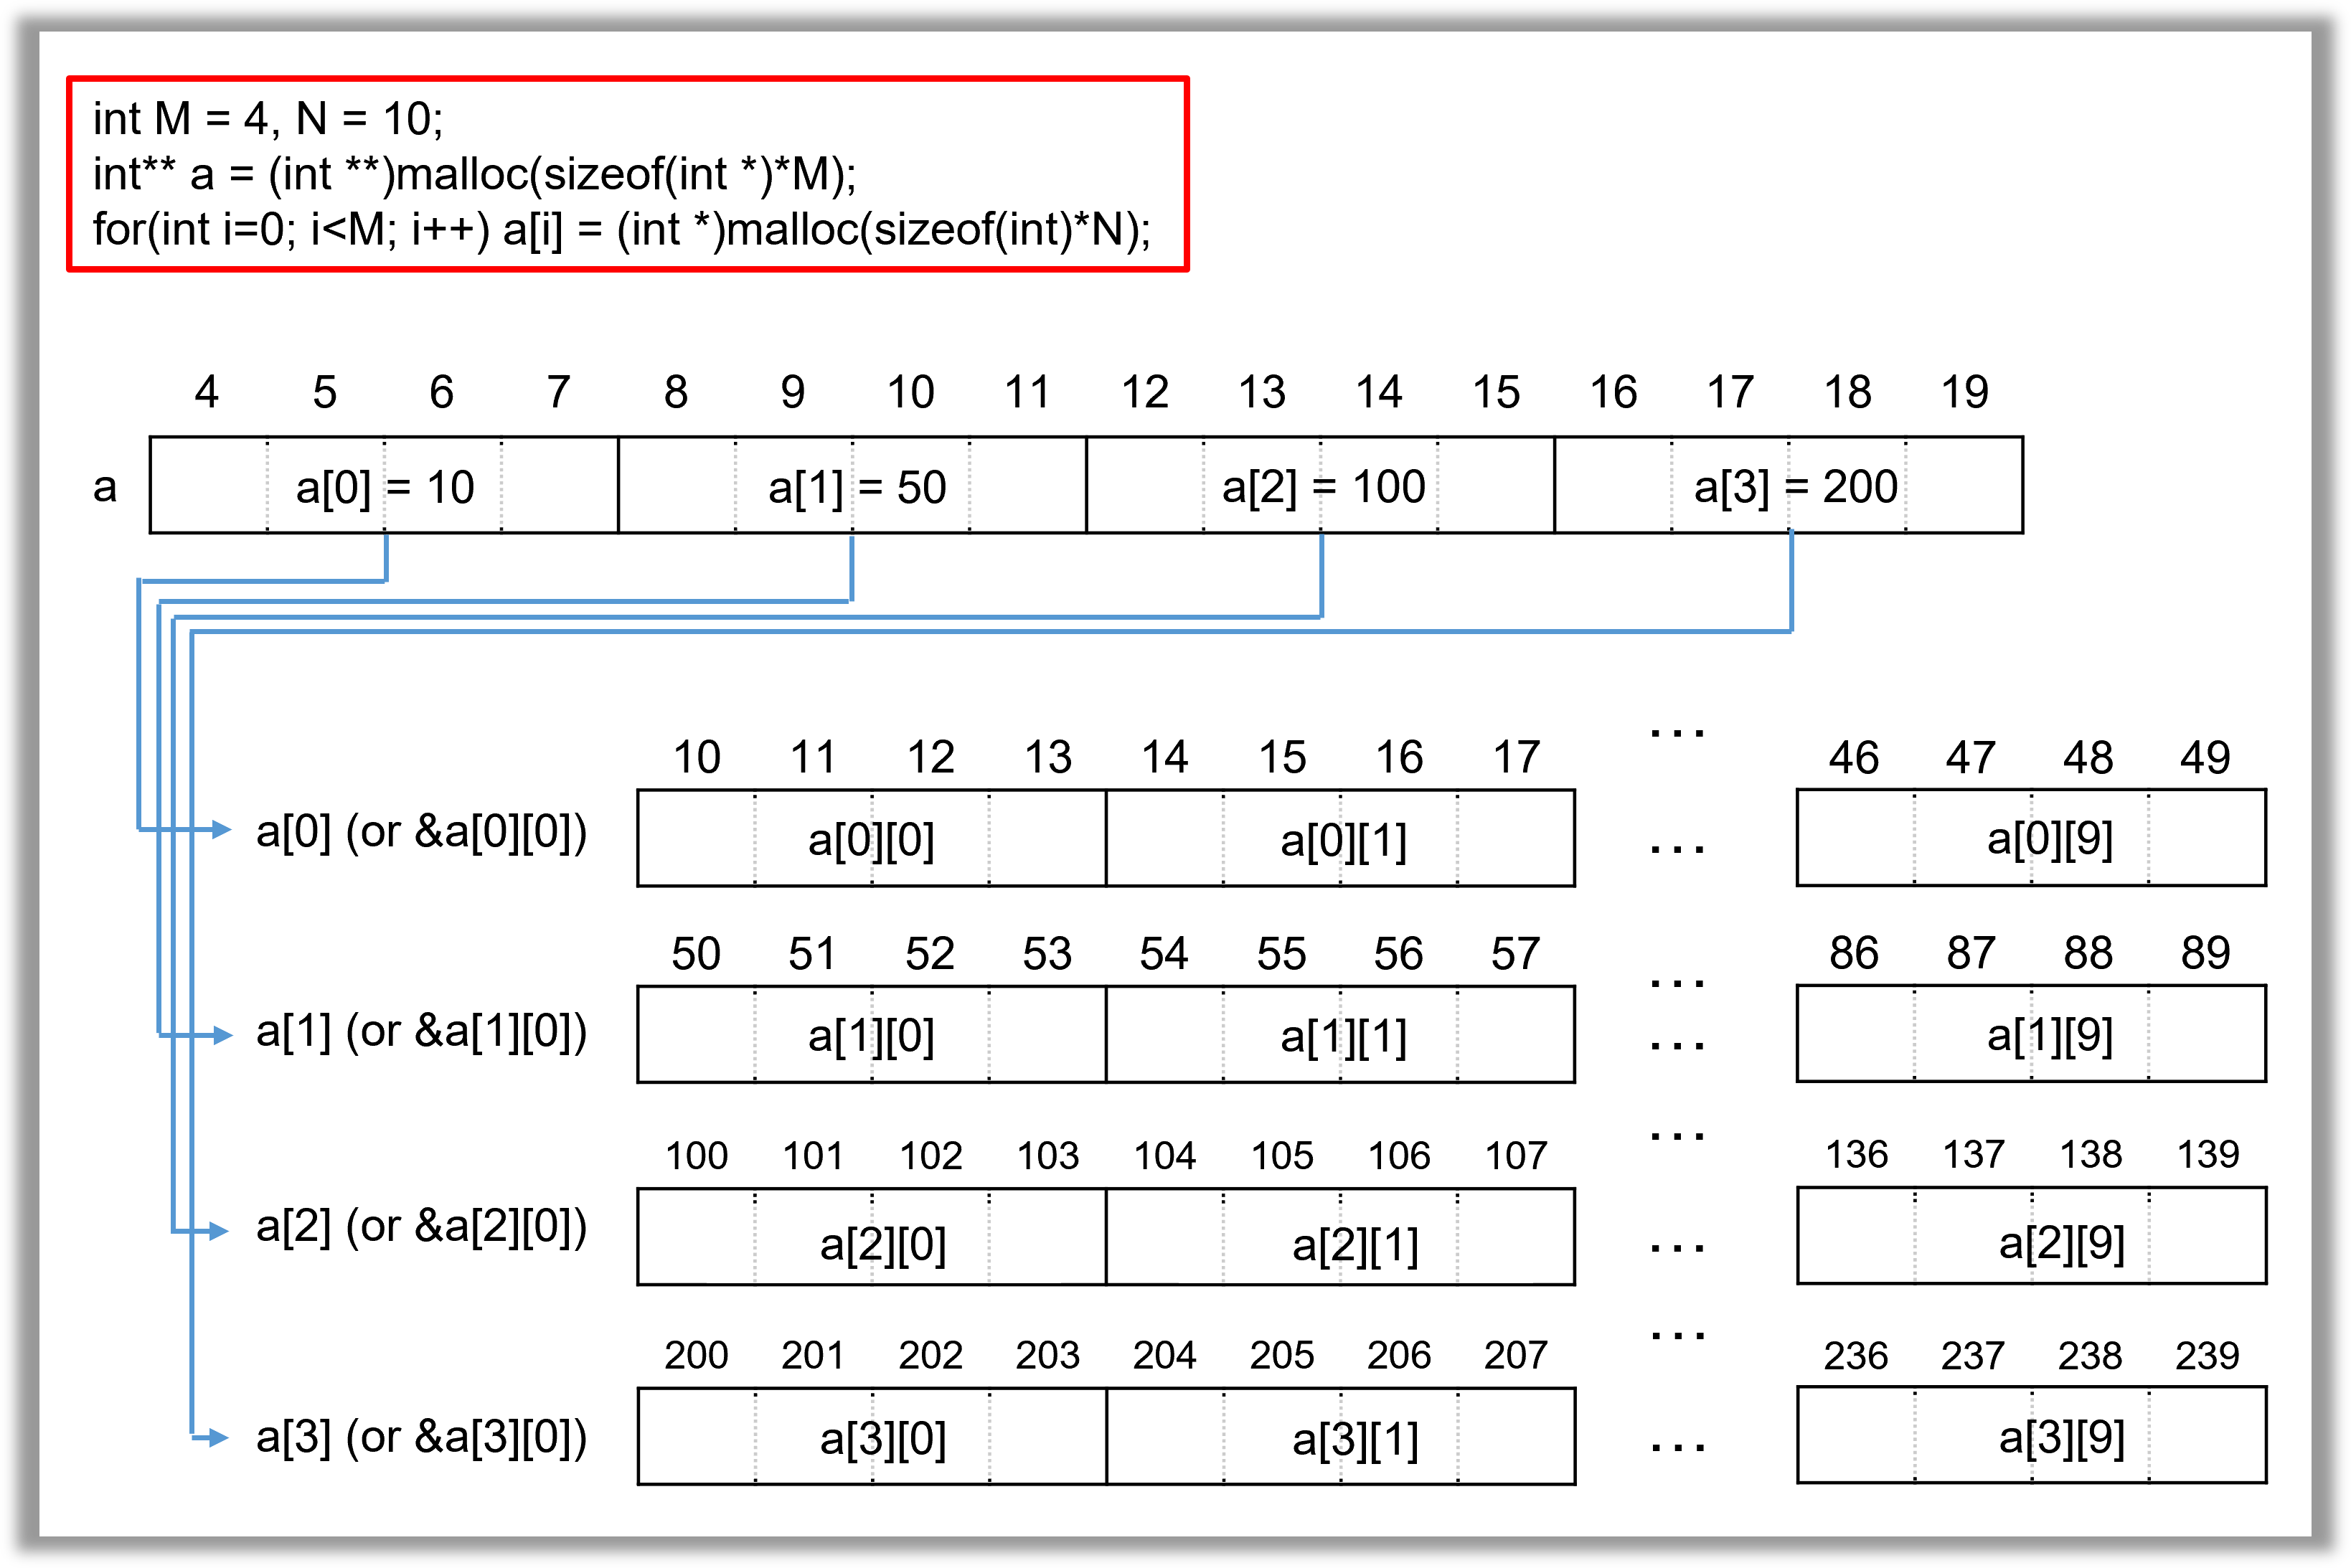 int M = 4, N = 10;
int** a = (int **)malloc(sizeof(int *)*M);
for(int i=0; i<M; i++) a[i] = (int *)malloc(sizeof(int)*N);
4 5 6 7 8 9 10 11 12 13 14 15 16 17 18 19
a a[0] = 10 a[1] = 50 a[2] = 100 a[3] = 200
10 11 12 13 14 15 16 17 ... 46 47 48 49
a[0] (or &a[0][0]) a[0][0] a[0][1] ... a[0][9]
50 51 52 53 54 55 56 57 ... 86 87 88 89
a[1] (or &a[1][0]) a[1][0] a[1][1] ... a[1][9]
100 101 102 103 104 105 106 107 ... 136 137 138 139
a[2] (or &a[2][0]) a[2][0] a[2][1] ... a[2][9]
200 201 202 203 204 205 206 207 ... 236 237 238 239
a[3] (or &a[3][0]) a[3][0] a[3][1] ... a[3][9]